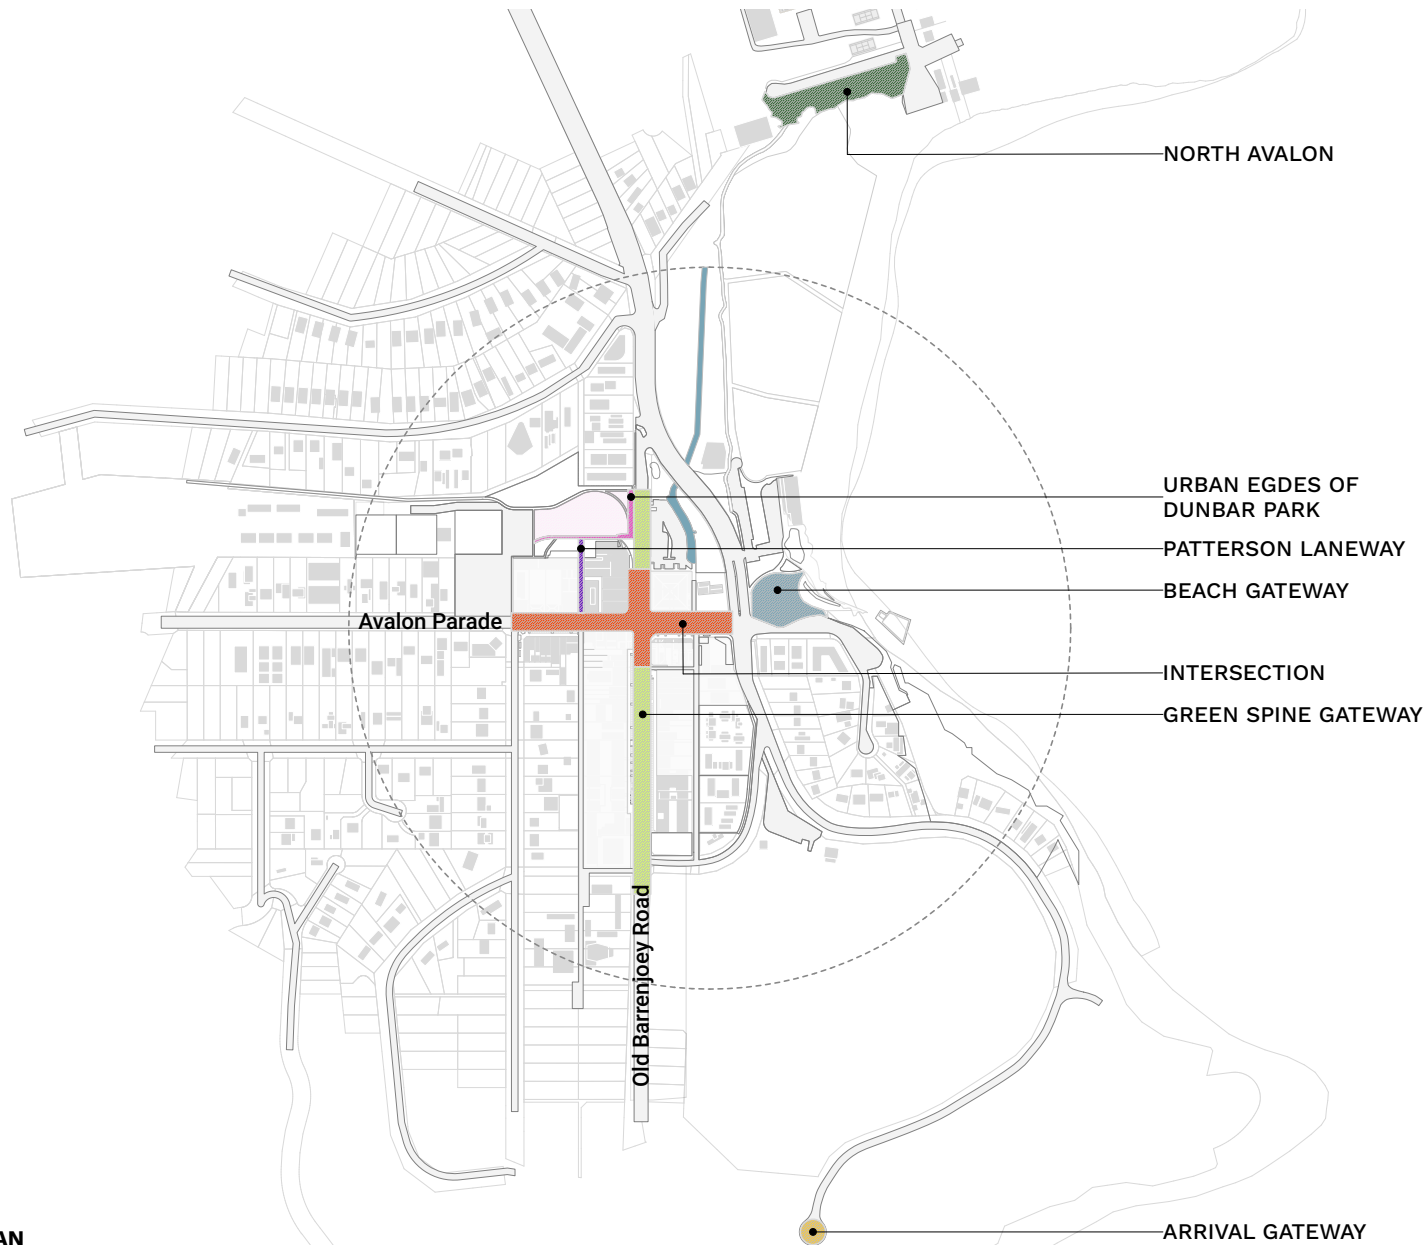 NORTH AVALON
URBAN EGDES OF
DUNBAR PARK
PATTERSON LANEWAY
BEACH GATEWAY
Avalon Parade
INTERSECTION
GREEN SPINE GATEWAY
Old Barrenjoey Road
ARRIVAL GATEWAY
AN